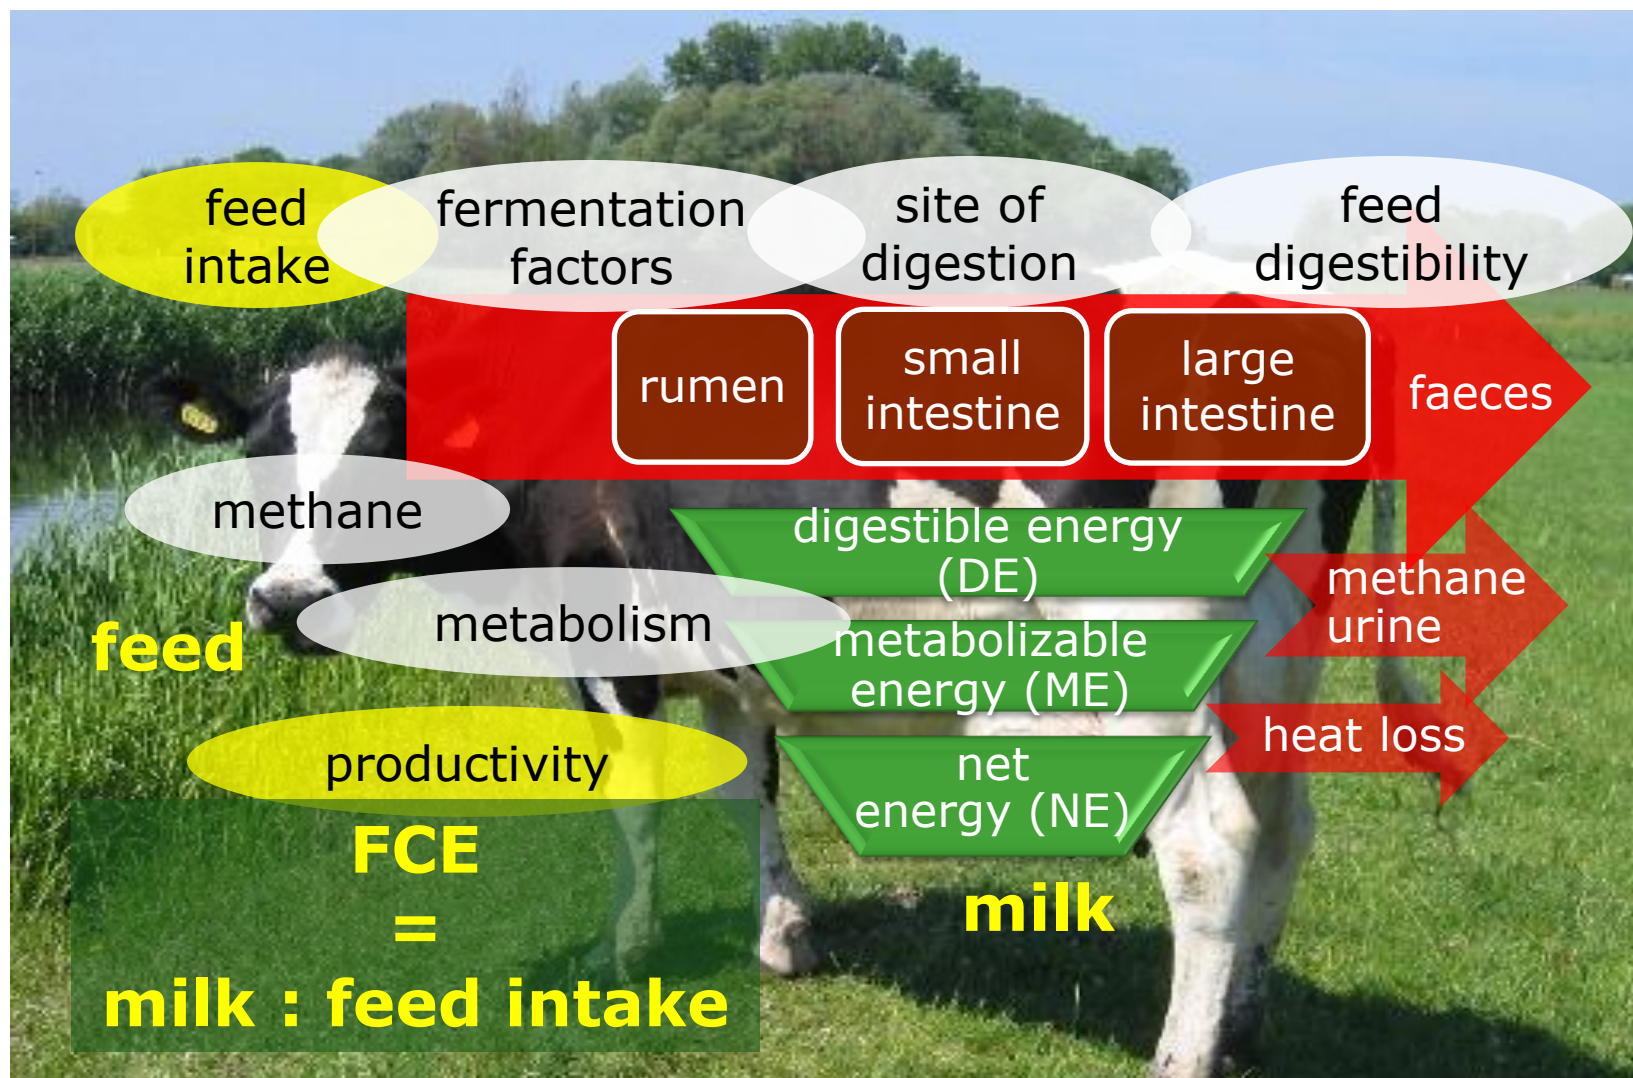 feed
intake
fermentation
factors
site of
digestion
feed
digestibility
rumen
small
intestine
large
intestine
faeces
methane
digestible energy
(DE)
methane
urine
feed
metabolism
metabolizable
energy (ME)
heat loss
productivity
net
energy (NE)
FCE
=
milk : feed intake
milk